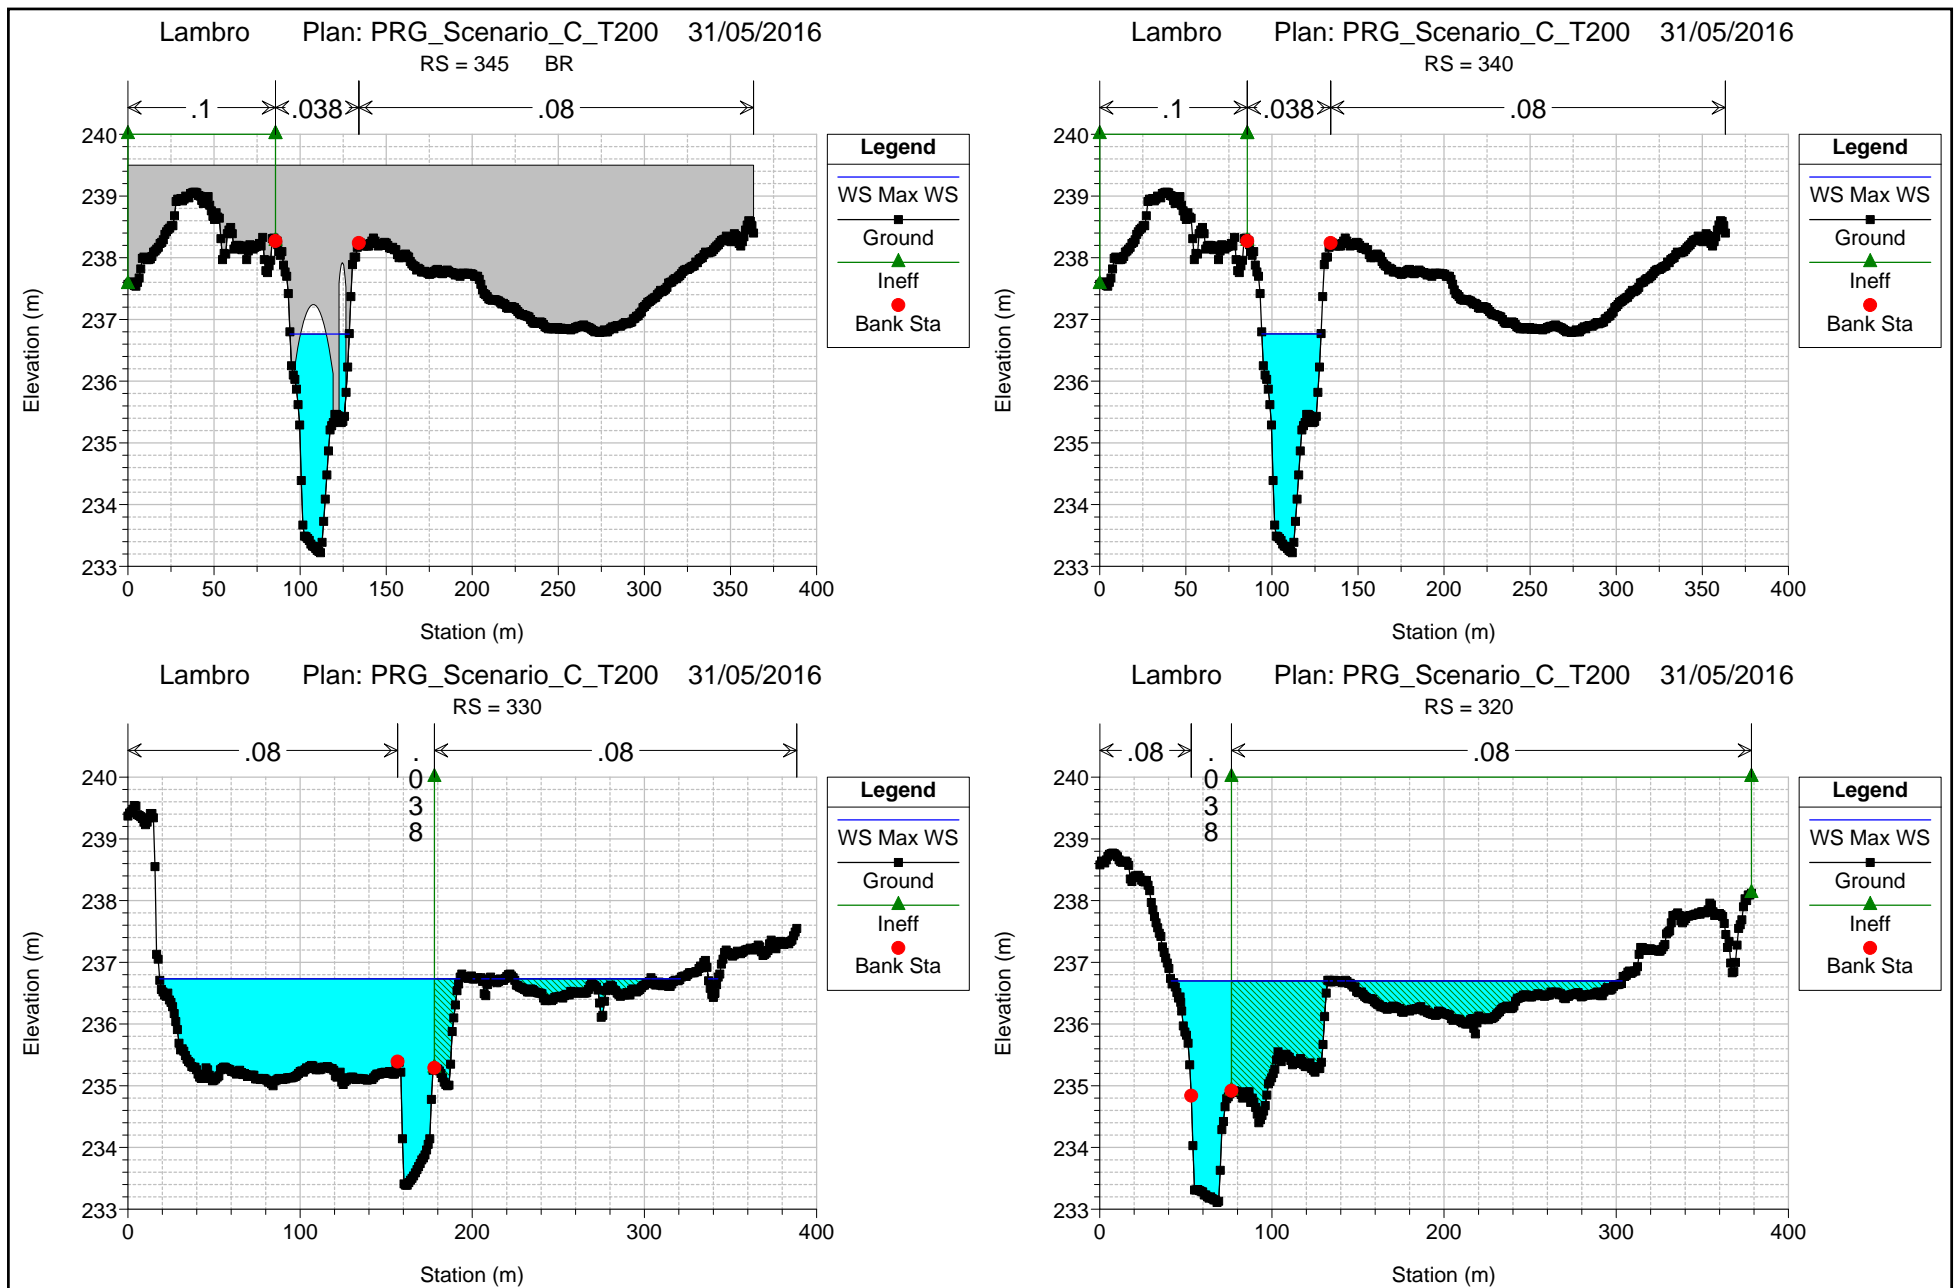 Lambro Plan: PRG_Scenario_C_T200 31/05/2016
RS = 345 BR
.1 .038 .08
240
239
238
237
236
235
234
233
0 50 100 150 200 250 300 350 400
Station (m)
Elevation (m)
Legend
WS Max WS
Ground
Ineff
Bank Sta
Lambro Plan: PRG_Scenario_C_T200 31/05/2016
RS = 340
.1 .038 .08
240
239
238
237
236
235
234
233
0 50 100 150 200 250 300 350 400
Station (m)
Elevation (m)
Legend
WS Max WS
Ground
Ineff
Bank Sta
Lambro Plan: PRG_Scenario_C_T200 31/05/2016
RS = 330
.08 .038 .08
240
239
238
237
236
235
234
233
0 100 200 300 400
Station (m)
Elevation (m)
Legend
WS Max WS
Ground
Ineff
Bank Sta
Lambro Plan: PRG_Scenario_C_T200 31/05/2016
RS = 320
.08 .038 .08
240
239
238
237
236
235
234
233
0 100 200 300 400
Station (m)
Elevation (m)
Legend
WS Max WS
Ground
Ineff
Bank Sta